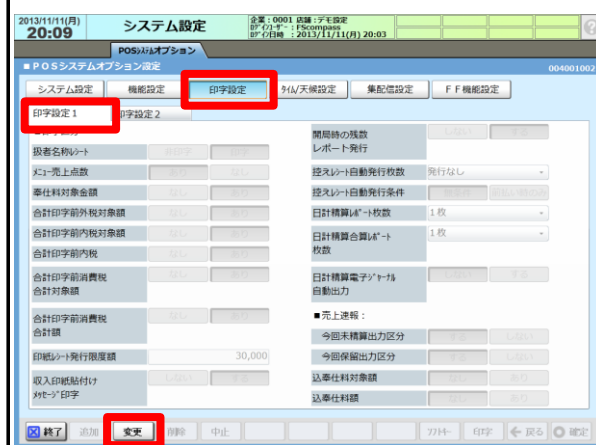 2013/11/11(月)
20:09
システム設定
企業：0001 店舗：デモ設定
ﾛｸﾞｲﾝﾕｰｻﾞｰ：FScompass
ﾛｸﾞｲﾝ日時 ：2013/11/11(月) 20:03
POSｼｽﾃﾑオプション
■ＰＯＳシステムオプション設定
004001002
システム設定
機能設定
印字設定
ﾀｲﾑ/天候設定
集配信設定
ＦＦ機能設定
印字設定１
印字設定２
扱者名称ﾚｼｰﾄ
非印字
印字
ﾒﾆｭｰ売上点数
あり
なし
奉仕料対象金額
なし
あり
合計印字前外税対象額
なし
あり
合計印字前内税対象額
なし
あり
合計印字前内税
なし
あり
合計印字前消費税
合計対象額
なし
あり
合計印字前消費税
合計額
なし
あり
印紙ﾚｼｰﾄ発行限度額
30,000
収入印紙貼付け
ﾒｯｾｰｼﾞ印字
しない
する
開局時の残数
レポート発行
しない
する
控えﾚｼｰﾄ自動発行枚数
発行なし
控えﾚｼｰﾄ自動発行条件
無条件
日計精算ﾚﾎﾟｰﾄ枚数
1枚
日計精算合算ﾚﾎﾟｰﾄ
枚数
1枚
日計精算電子ｼﾞｬｰﾅﾙ
自動出力
しない
する
■売上速報：
今回未精算出力区分
する
しない
今回保留出力区分
する
しない
込奉仕料対象額
なし
あり
込奉仕料額
なし
あり
終了
追加
変更
削除
中止
ｿﾌﾄｷｰ
印字
戻る
確定